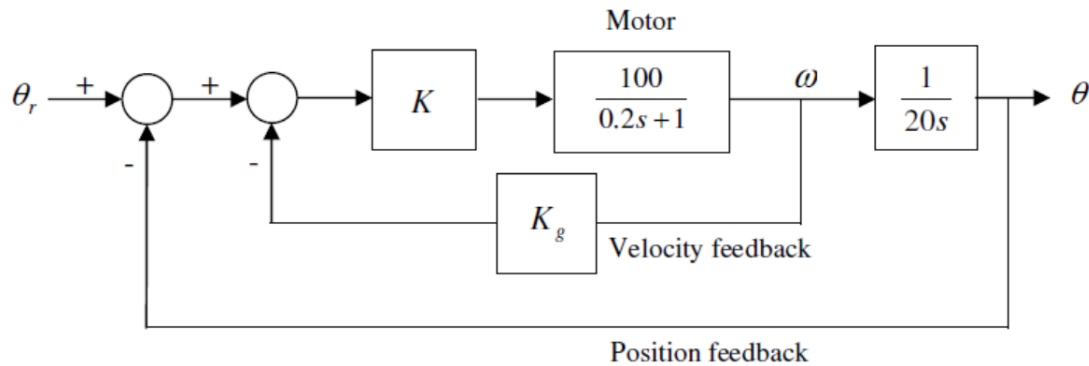 Motor
θr + + K 100 ω 1 θ
0.2s+1 20s
- -
Kg
Velocity feedback
Position feedback